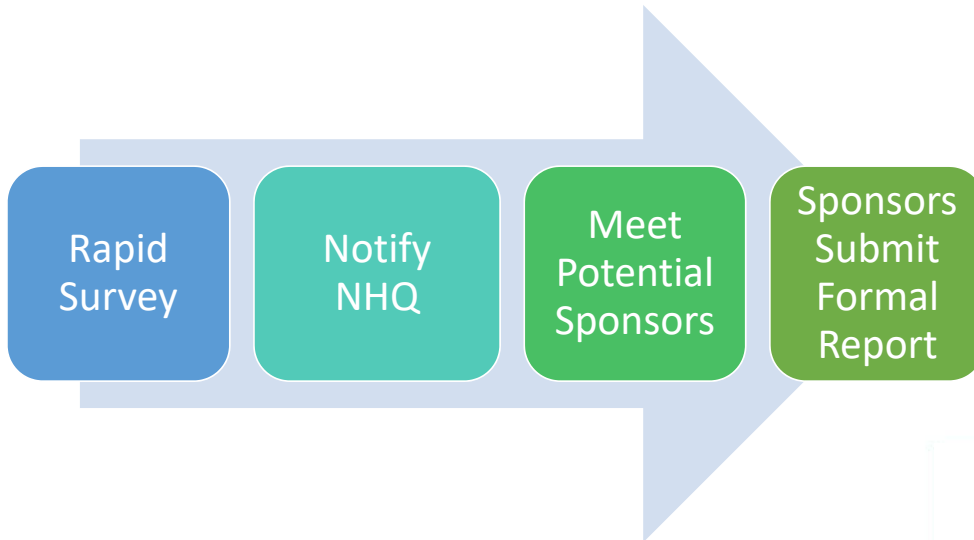 Rapid
Survey
Notify
NHQ
Meet
Potential
Sponsors
Sponsors
Submit
Formal
Report